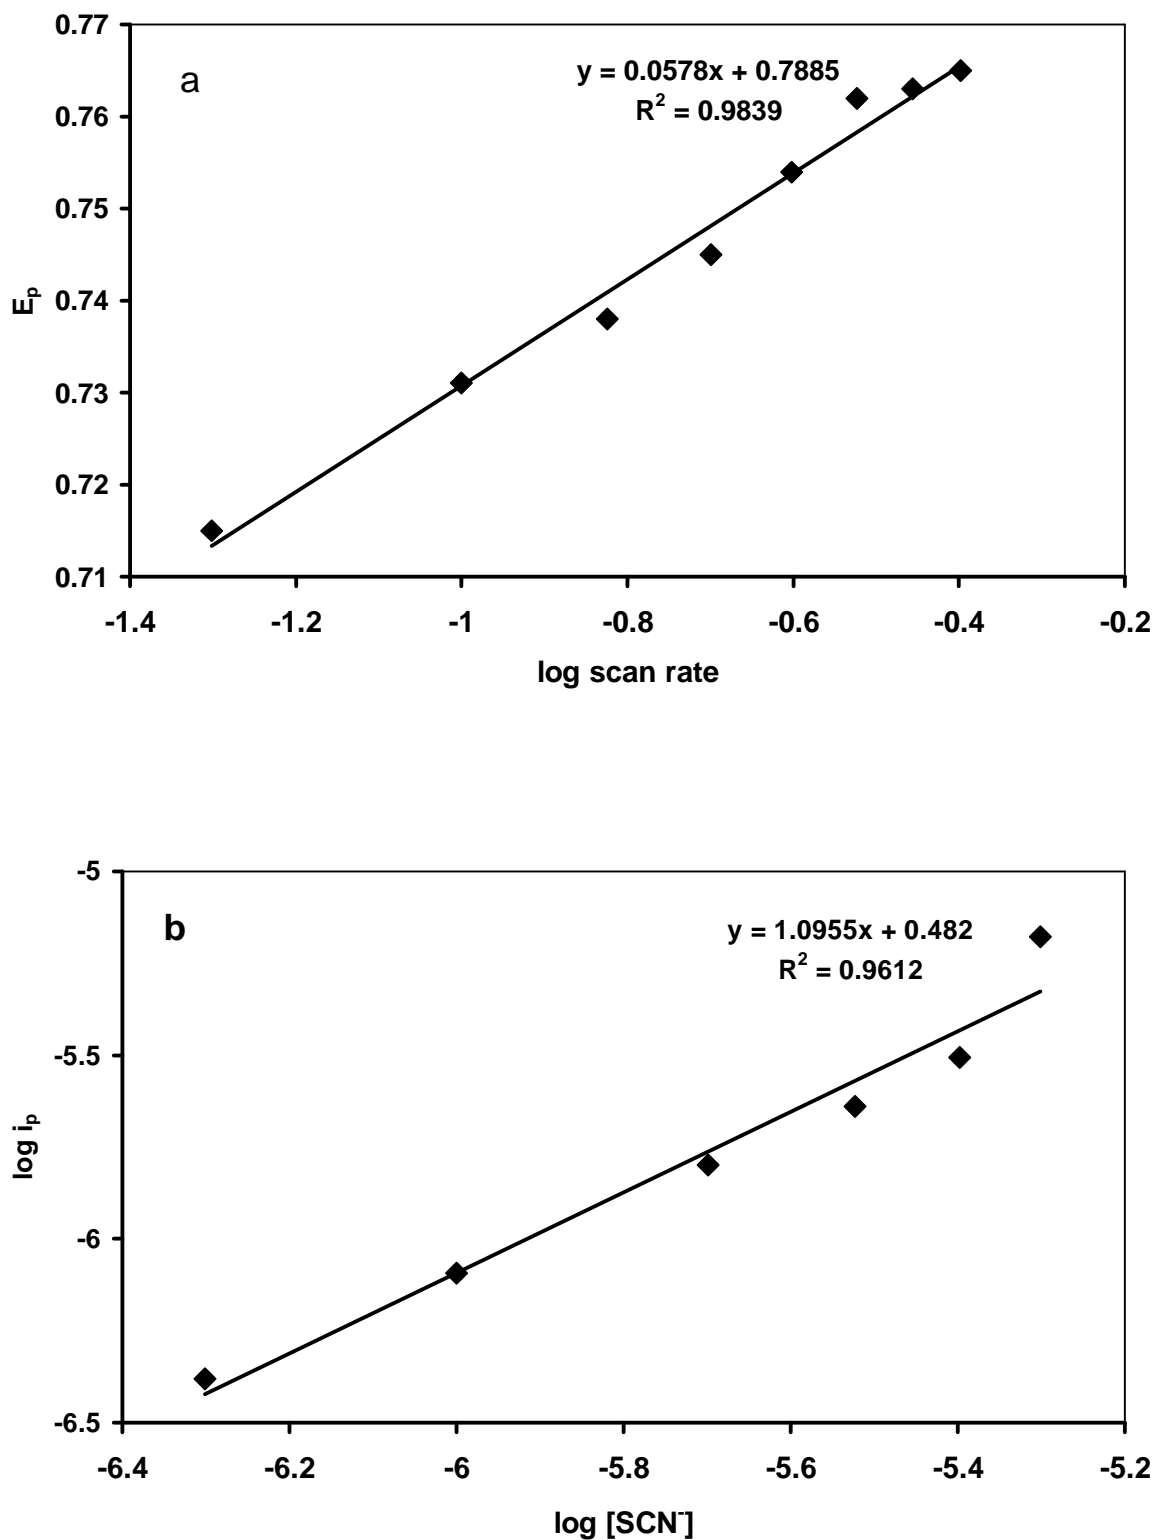 a
y = 0.0578x + 0.7885
R² = 0.9839
0.77
0.76
0.75
0.74
0.73
0.72
0.71
Eₚ
-1.4 -1.2 -1 -0.8 -0.6 -0.4 -0.2
log scan rate
b
y = 1.0955x + 0.482
R² = 0.9612
-5
-5.5
-6
-6.5
log iₚ
-6.4 -6.2 -6 -5.8 -5.6 -5.4 -5.2
log [SCN⁻]